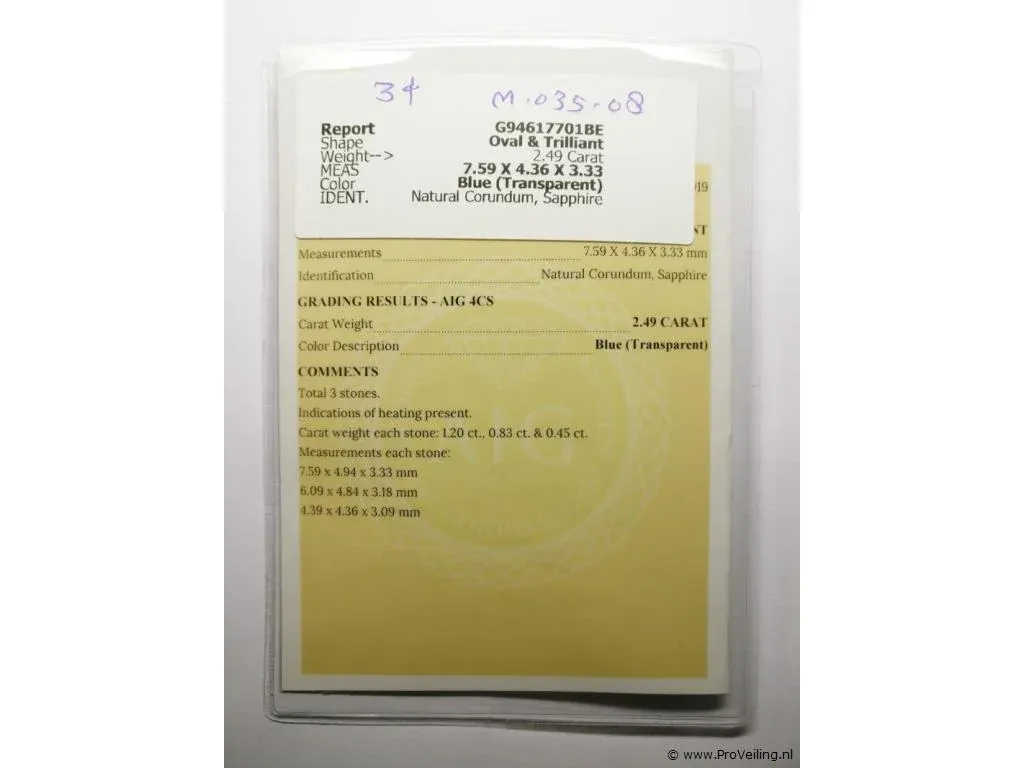 3¢ M.035.08
Report G94617701BE
Shape Oval & Trilliant
Weight--> 2.49 Carat
MEAS 7.59 X 4.36 X 3.33
Color Blue (Transparent)
IDENT. Natural Corundum, Sapphire
019
NT
Measurements 7.59 X 4.36 X 3.33 mm
Identification Natural Corundum, Sapphire
GRADING RESULTS - AIG 4CS
Carat Weight 2.49 CARAT
Color Description Blue (Transparent)
COMMENTS
Total 3 stones.
Indications of heating present.
Carat weight each stone: 1.20 ct., 0.83 ct. & 0.45 ct.
Measurements each stone:
AIG
7.59 x 4.94 x 3.33 mm
6.09 x 4.84 x 3.18 mm
4.39 x 4.36 x 3.09 mm
© www.ProVeiling.nl